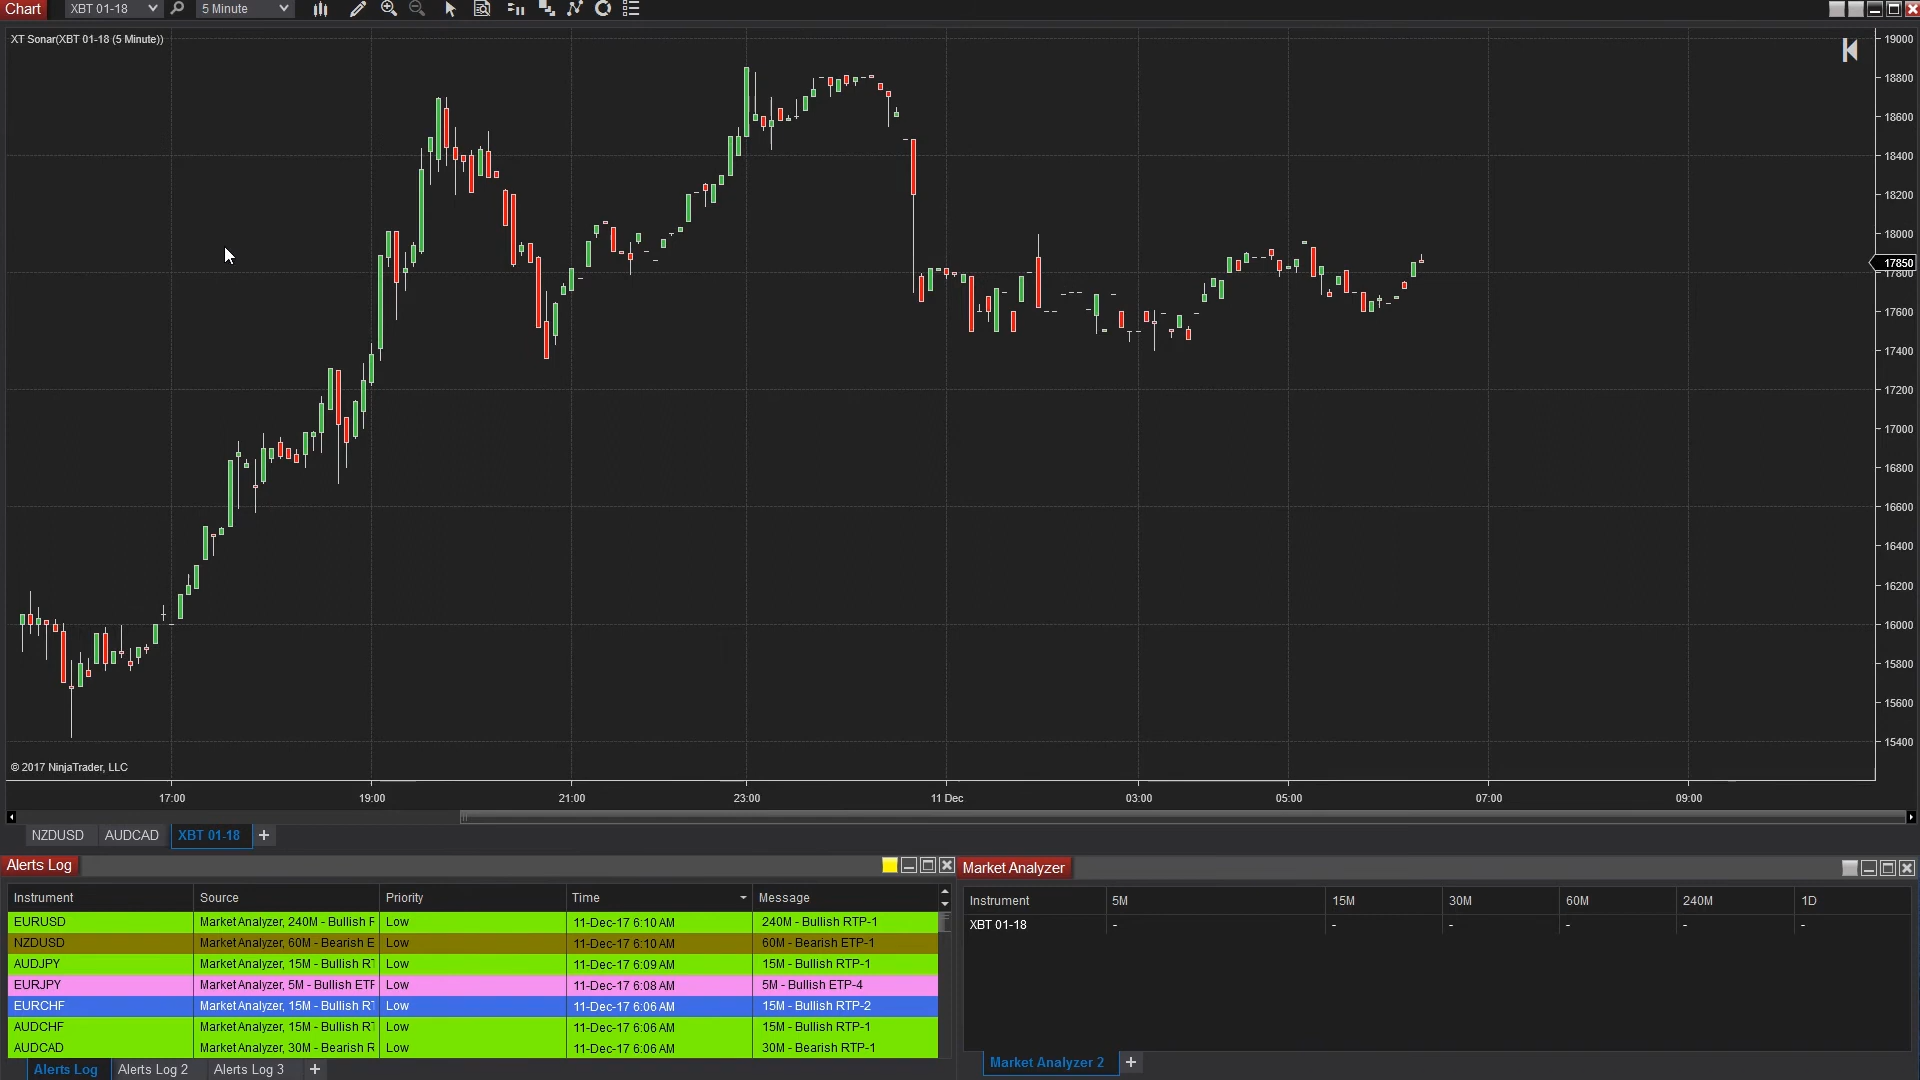 Chart XBT 01-18 5 Minute
XT Sonar(XBT 01-18 (5 Minute))
19000
18800
18600
18400
18200
18000
17850
17800
17600
17400
17200
17000
16800
16600
16400
16200
16000
15800
15600
15400
© 2017 NinjaTrader, LLC
17:00 19:00 21:00 23:00 11 Dec 03:00 05:00 07:00 09:00
NZDUSD AUDCAD XBT 01-18 +
Alerts Log
Instrument Source Priority Time Message
EURUSD Market Analyzer, 240M - Bullish Low 11-Dec-17 6:10 AM 240M - Bullish RTP-1
NZDUSD Market Analyzer, 60M - Bearish E Low 11-Dec-17 6:10 AM 60M - Bearish ETP-1
AUDJPY Market Analyzer, 15M - Bullish RT Low 11-Dec-17 6:09 AM 15M - Bullish RTP-1
EURJPY Market Analyzer, 5M - Bullish ETF Low 11-Dec-17 6:08 AM 5M - Bullish ETP-4
EURCHF Market Analyzer, 15M - Bullish RT Low 11-Dec-17 6:06 AM 15M - Bullish RTP-2
AUDCHF Market Analyzer, 15M - Bullish RT Low 11-Dec-17 6:06 AM 15M - Bullish RTP-1
AUDCAD Market Analyzer, 30M - Bearish R Low 11-Dec-17 6:06 AM 30M - Bearish RTP-1
Alerts Log Alerts Log 2 Alerts Log 3 +
Market Analyzer
Instrument 5M 15M 30M 60M 240M 1D
XBT 01-18 - - - - - -
Market Analyzer 2 +